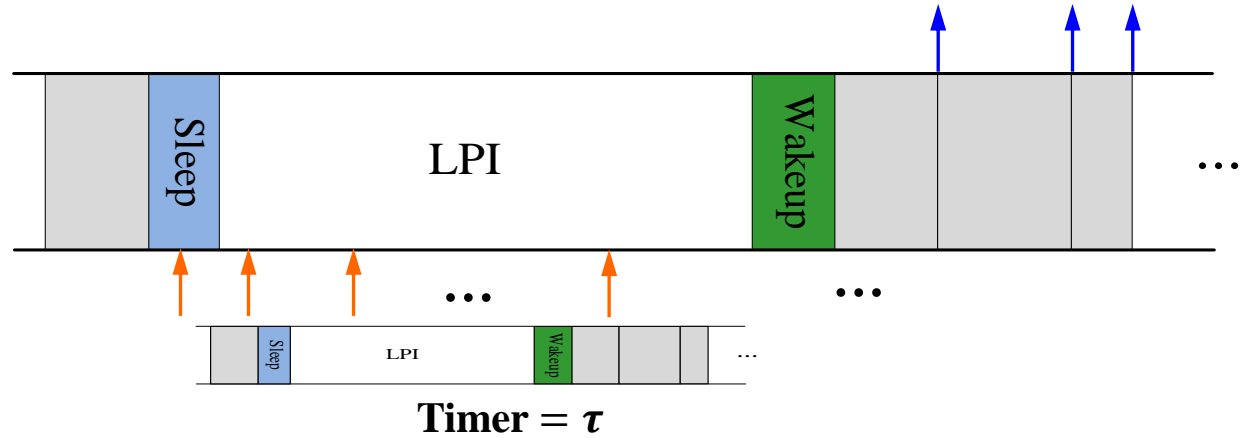 Sleep
LPI
Wakeup
...
...
...
Sleep
LPI
Wakeup
...
Timer = τ